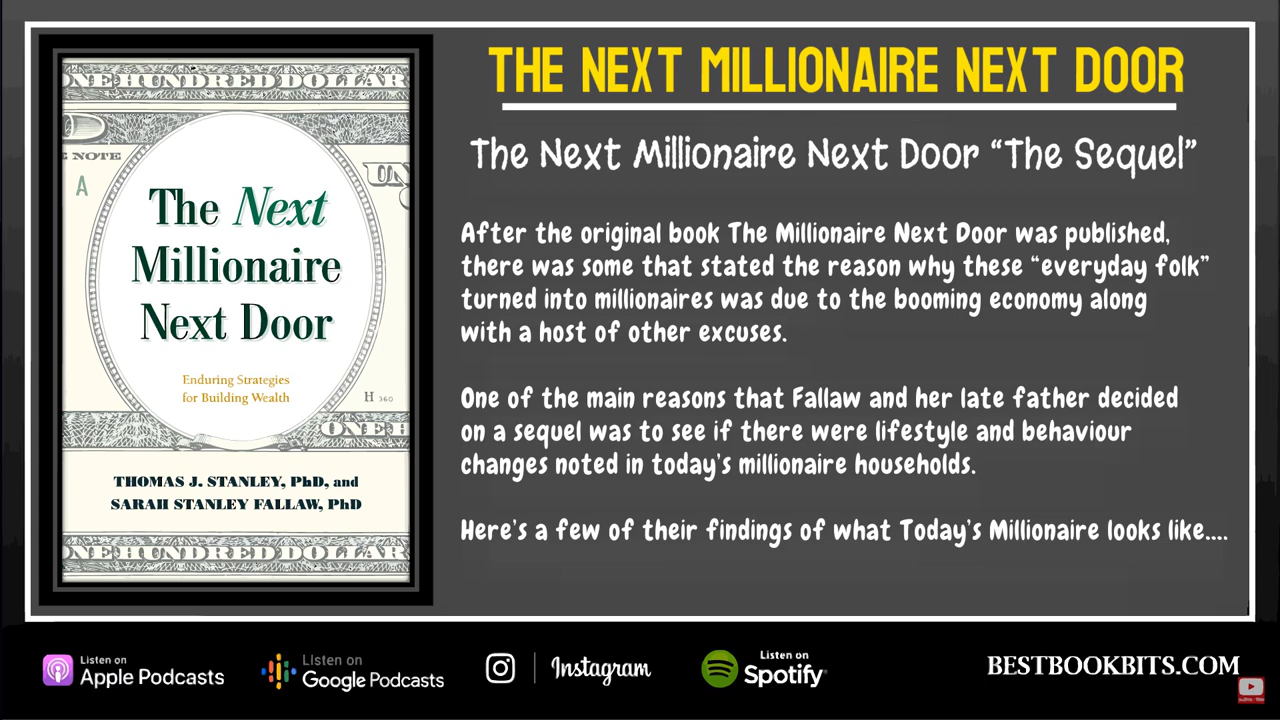 ONE HUNDRED DOLLAR
E NOTE
UN
A
The Next
Millionaire
Next Door
Enduring Strategies
for Building Wealth
H 360
ONE H
THOMAS J. STANLEY, PhD, and
SARAH STANLEY FALLAW, PhD
ONE HUNDRED DOLLAR
THE NEXT MILLIONAIRE NEXT DOOR
The Next Millionaire Next Door “The Sequel”
After the original book The Millionaire Next Door was published,
there was some that stated the reason why these “everyday folk”
turned into millionaires was due to the booming economy along
with a host of other excuses.
One of the main reasons that Fallaw and her late father decided
on a sequel was to see if there were lifestyle and behaviour
changes noted in today’s millionaire households.
Here’s a few of their findings of what Today’s Millionaire looks like....
Listen on
Apple Podcasts
Listen on
Google Podcasts
Instagram
Listen on
Spotify
BESTBOOKBITS.COM